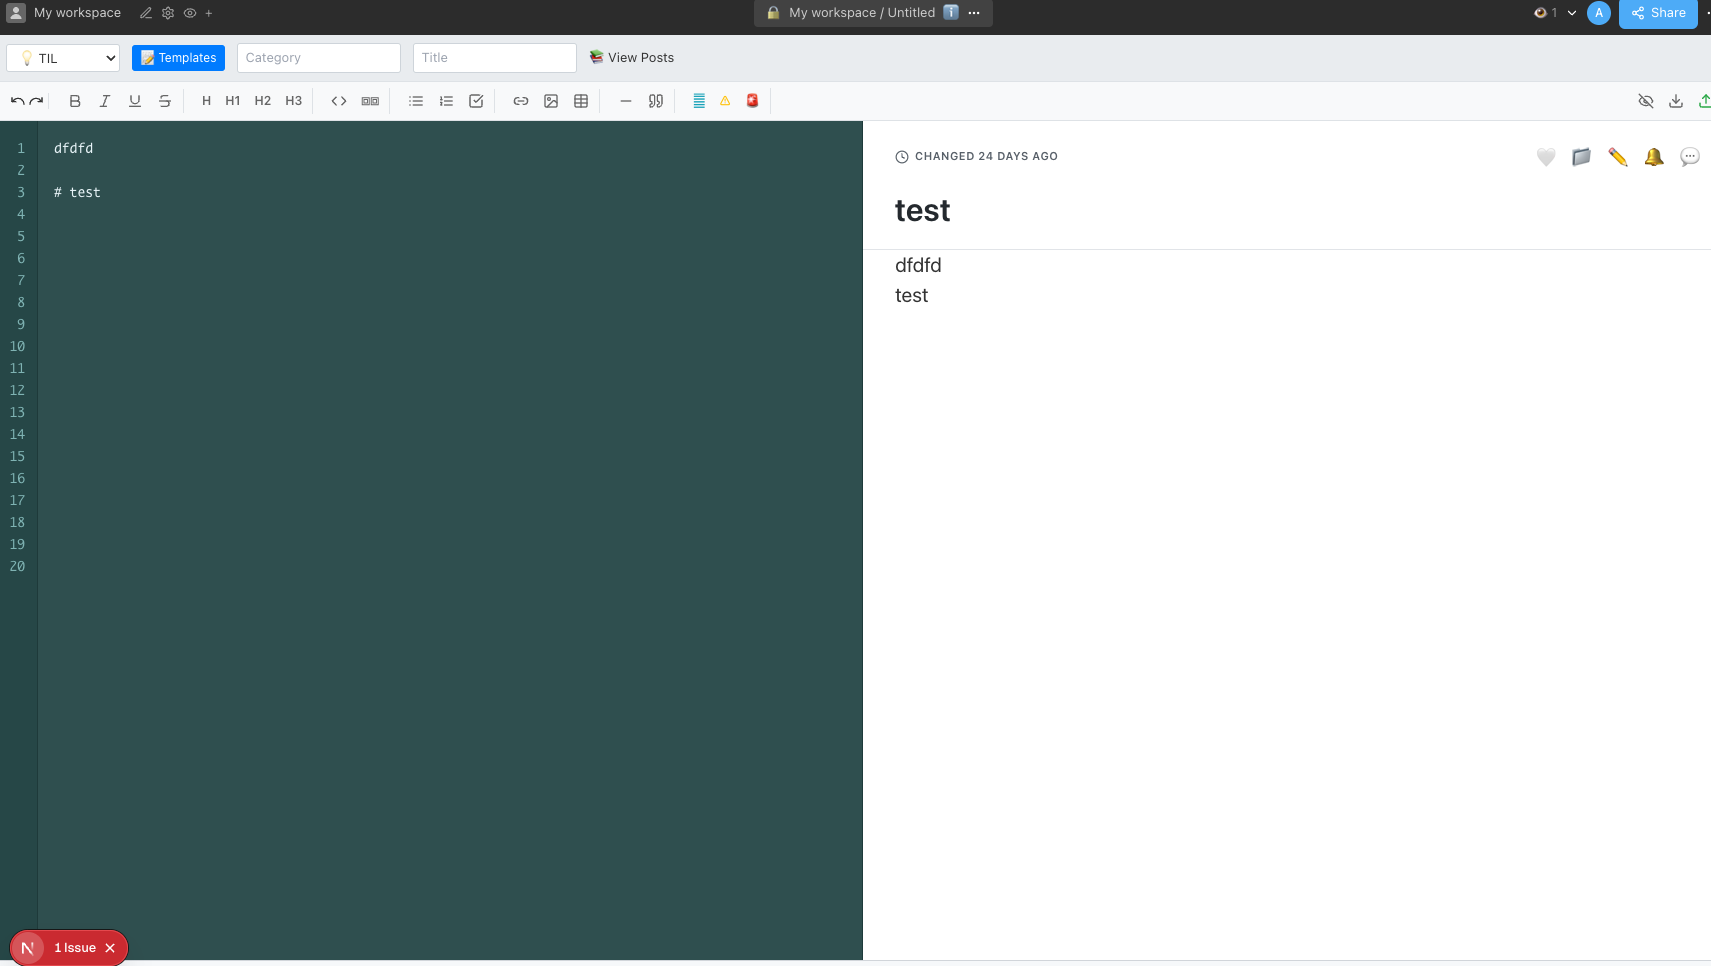 My workspace
+
My workspace / Untitled
1
A
Share
TIL
Templates
Category
Title
View Posts
B I U S H H1 H2 H3
1 dfdfd
2
3 # test
4
5
6
7
8
9
10
11
12
13
14
15
16
17
18
19
20
CHANGED 24 DAYS AGO
test
dfdfd
test
N 1 Issue